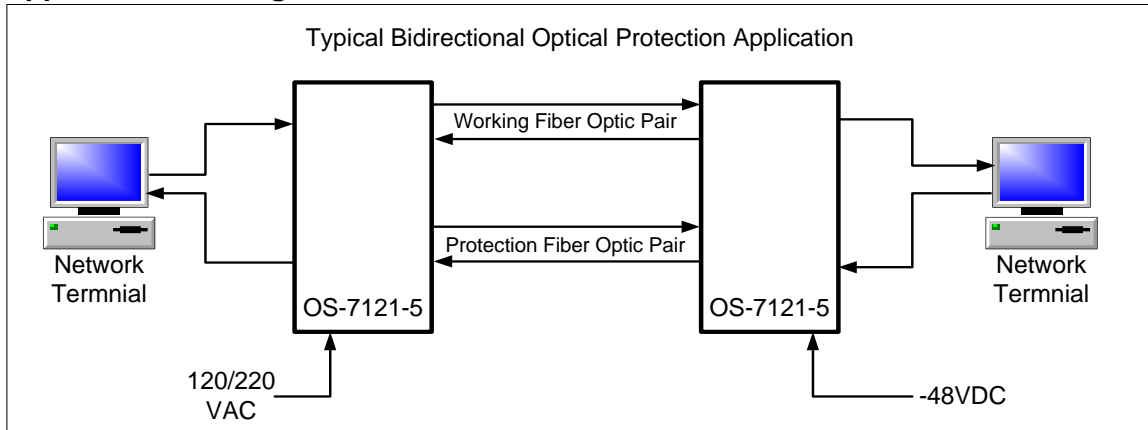 Typical Bidirectional Optical Protection Application
Working Fiber Optic Pair
Protection Fiber Optic Pair
Network
Termnial
OS-7121-5
OS-7121-5
Network
Termnial
120/220
VAC
-48VDC